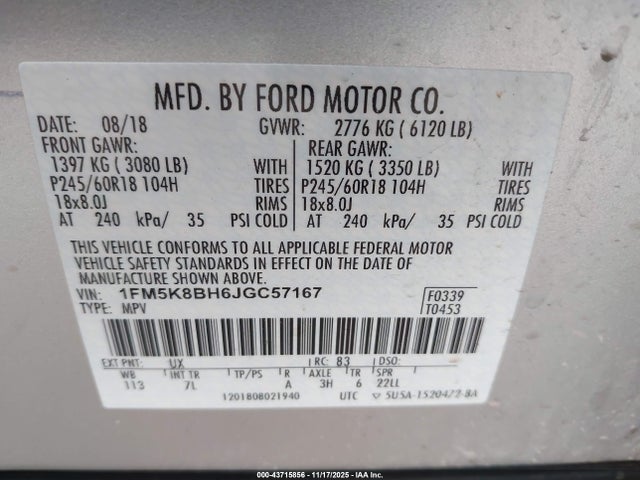 MFD. BY FORD MOTOR CO.
DATE: 08/18 GVWR: 2776 KG ( 6120 LB)
FRONT GAWR: REAR GAWR:
1397 KG ( 3080 LB) WITH 1520 KG ( 3350 LB) WITH
P245/60R18 104H TIRES P245/60R18 104H TIRES
18x8.0J RIMS 18x8.0J RIMS
AT 240 kPa/ 35 PSI COLD AT 240 kPa/ 35 PSI COLD
THIS VEHICLE CONFORMS TO ALL APPLICABLE FEDERAL MOTOR
VEHICLE SAFETY STANDARDS IN EFFECT ON THE DATE OF
MANUFACTURE SHOWN ABOVE.
VIN: 1FM5K8BH6JGC57167 F0339
TYPE: MPV T0453
EXT PNT: UX RC: 83 DSO:
WB INT TR TP/PS R AXLE TR SPR
113 7L A 3H 6 22LL
1201808021940 UTC ▽ 5U5A-1520472-BA
000-43715856 | 11/17/2025 - IAA Inc.